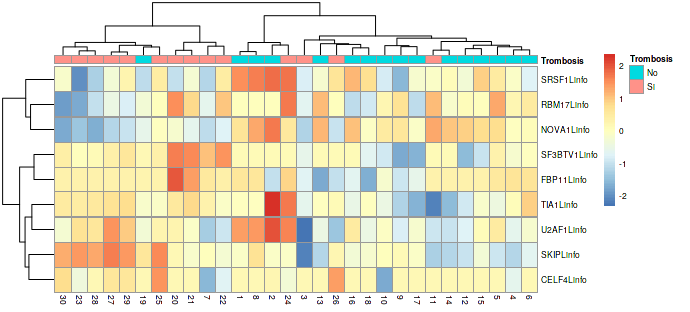 Trombosis
Trombosis
No
SI
SRSF1Linfo
RBM17Linfo
NOVA1Linfo
SF3BTV1Linfo
FBP11Linfo
TIA1Linfo
U2AF1Linfo
SKIPLinfo
CELF4Linfo
2
1
0
-1
-2
30 23 28 27 29 19 25 20 21 7 22 1 8 2 24 3 13 26 16 18 10 9 17 11 14 12 15 5 4 6